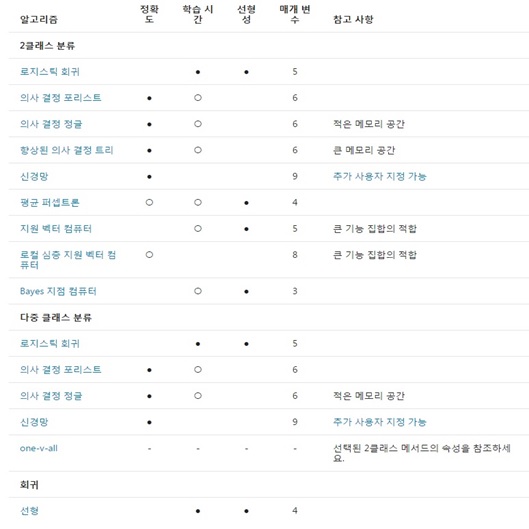 알고리즘 정확도 학습 시간 선형성 매개 변수 참고 사항
2클래스 분류
로지스틱 회귀 ● ● 5
의사 결정 포리스트 ● ○ 6
의사 결정 정글 ● ○ 6 적은 메모리 공간
향상된 의사 결정 트리 ● ○ 6 큰 메모리 공간
신경망 ● 9 추가 사용자 지정 가능
평균 퍼셉트론 ○ ○ ● 4
지원 벡터 컴퓨터 ○ ● 5 큰 기능 집합의 적합
로컬 심층 지원 벡터 컴퓨터 ○ 8 큰 기능 집합의 적합
Bayes 지점 컴퓨터 ○ ● 3
다중 클래스 분류
로지스틱 회귀 ● ● 5
의사 결정 포리스트 ● ○ 6
의사 결정 정글 ● ○ 6 적은 메모리 공간
신경망 ● 9 추가 사용자 지정 가능
one-v-all - - - - 선택된 2클래스 메서드의 속성을 참조하세요.
회귀
선형 ● ● 4